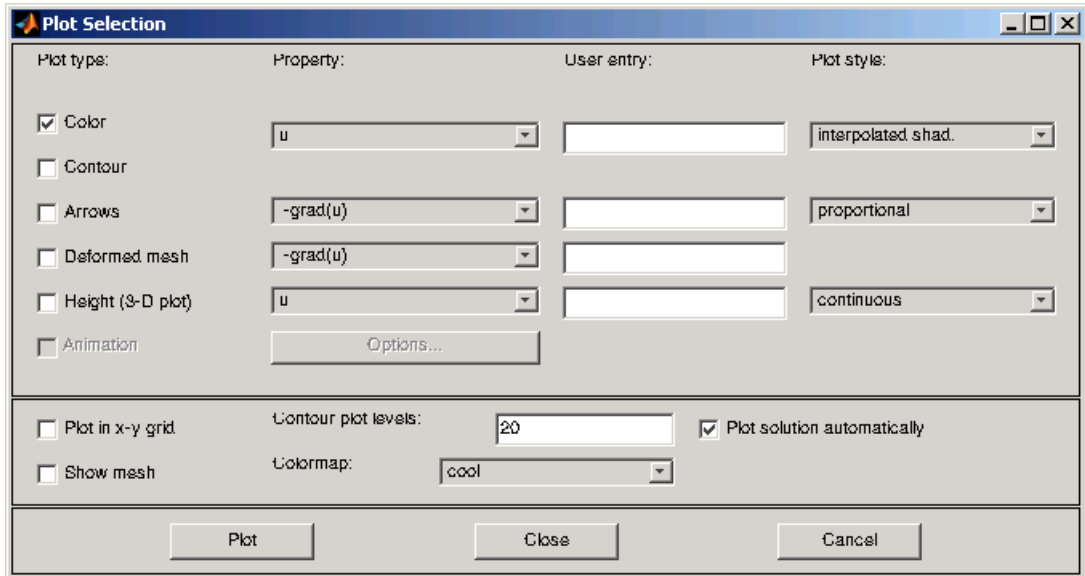 Plot Selection
Plot type: Property: User entry: Plot style:
Color u interpolated shad.
Contour
Arrows -grad(u) proportional
Deformed mesh -grad(u)
Height (3-D plot) u continuous
Animation Options...
Plot in x-y grid Contour plot levels: 20 Plot solution automatically
Show mesh Colormap: cool
Plot Close Cancel